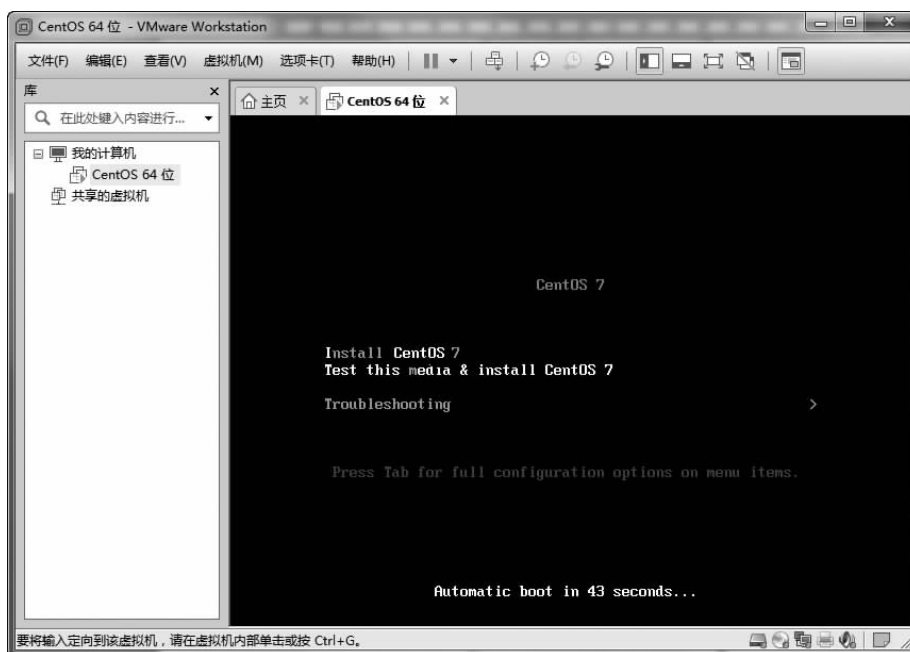 CentOS 64 位 - VMware Workstation
文件(F) 编辑(E) 查看(V) 虚拟机(M) 选项卡(T) 帮助(H)
库
主页 CentOS 64 位
在此处键入内容进行...
我的计算机
CentOS 64 位
共享的虚拟机
CentOS 7
Install CentOS 7
Test this media & install CentOS 7
Troubleshooting >
Press Tab for full configuration options on menu items.
Automatic boot in 43 seconds...
要将输入定向到该虚拟机，请在虚拟机内部单击或按 Ctrl+G。